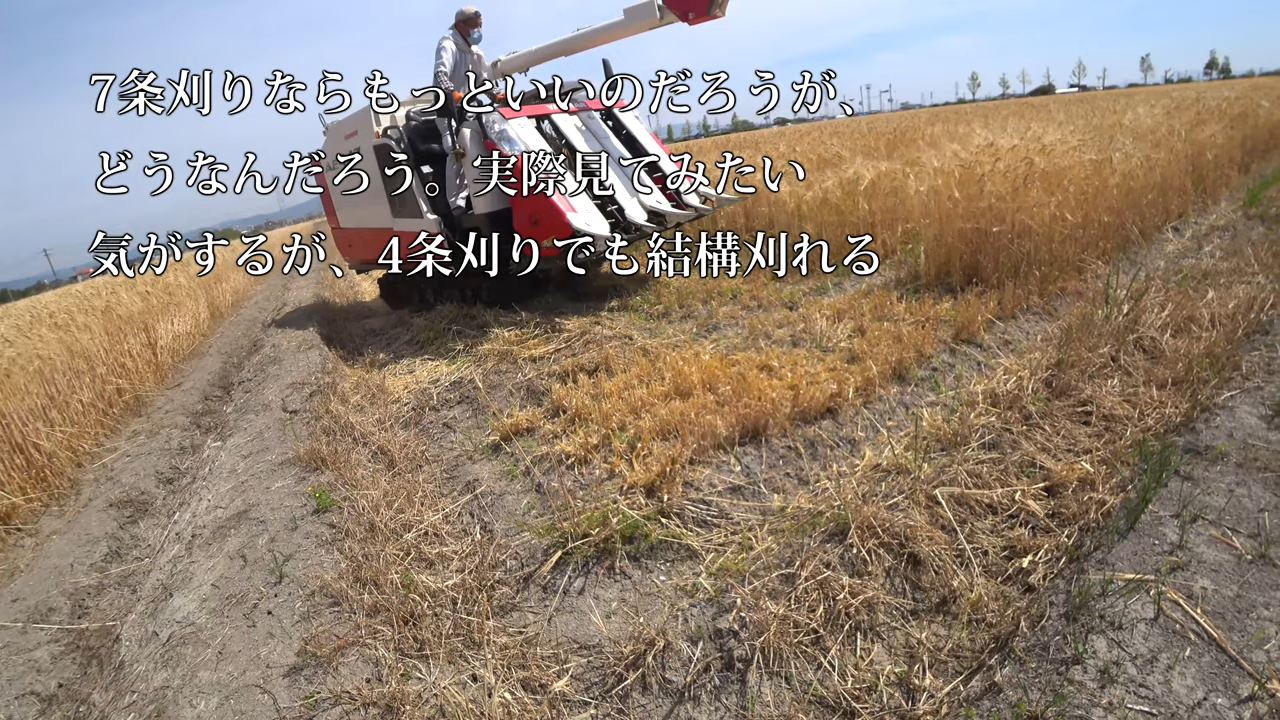 7条刈りならもっといいのだろうが、
どうなんだろう。実際見てみたい
気がするが、4条刈りでも結構刈れる